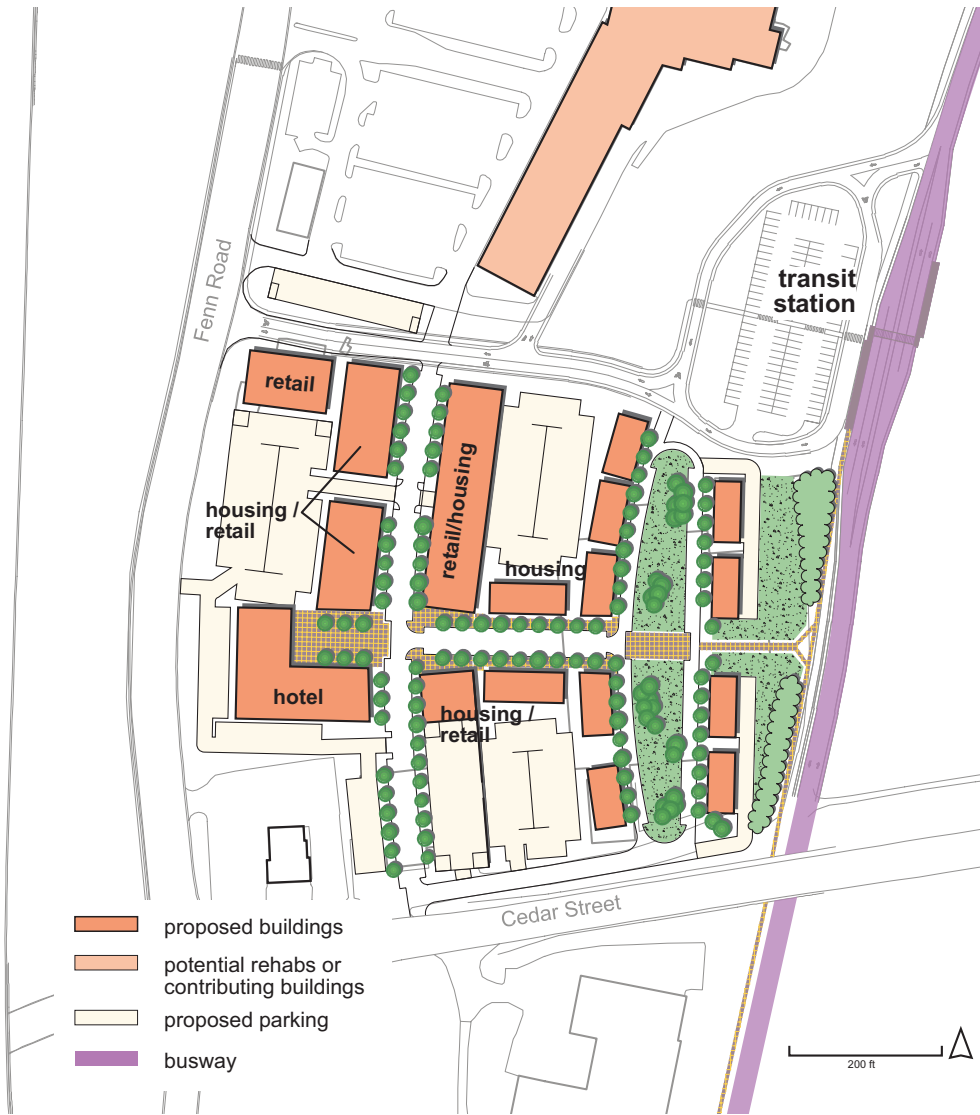 Fenn Road
transit
station
retail
housing /
retail
retail/housing
housing
hotel
housing /
retail
Cedar Street
proposed buildings
potential rehabs or
contributing buildings
proposed parking
busway
200 ft